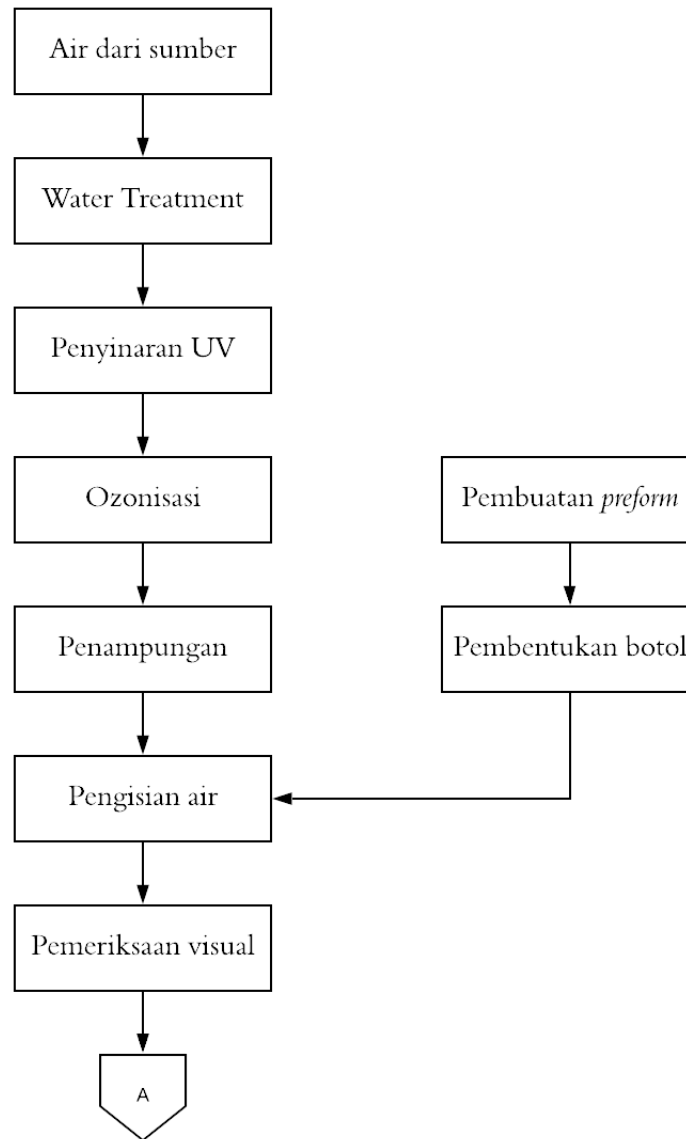 Air dari sumber
Water Treatment
Penyinaran UV
Ozonisasi
Pembuatan preform
Penampungan
Pembentukan botol
Pengisian air
Pemeriksaan visual
A